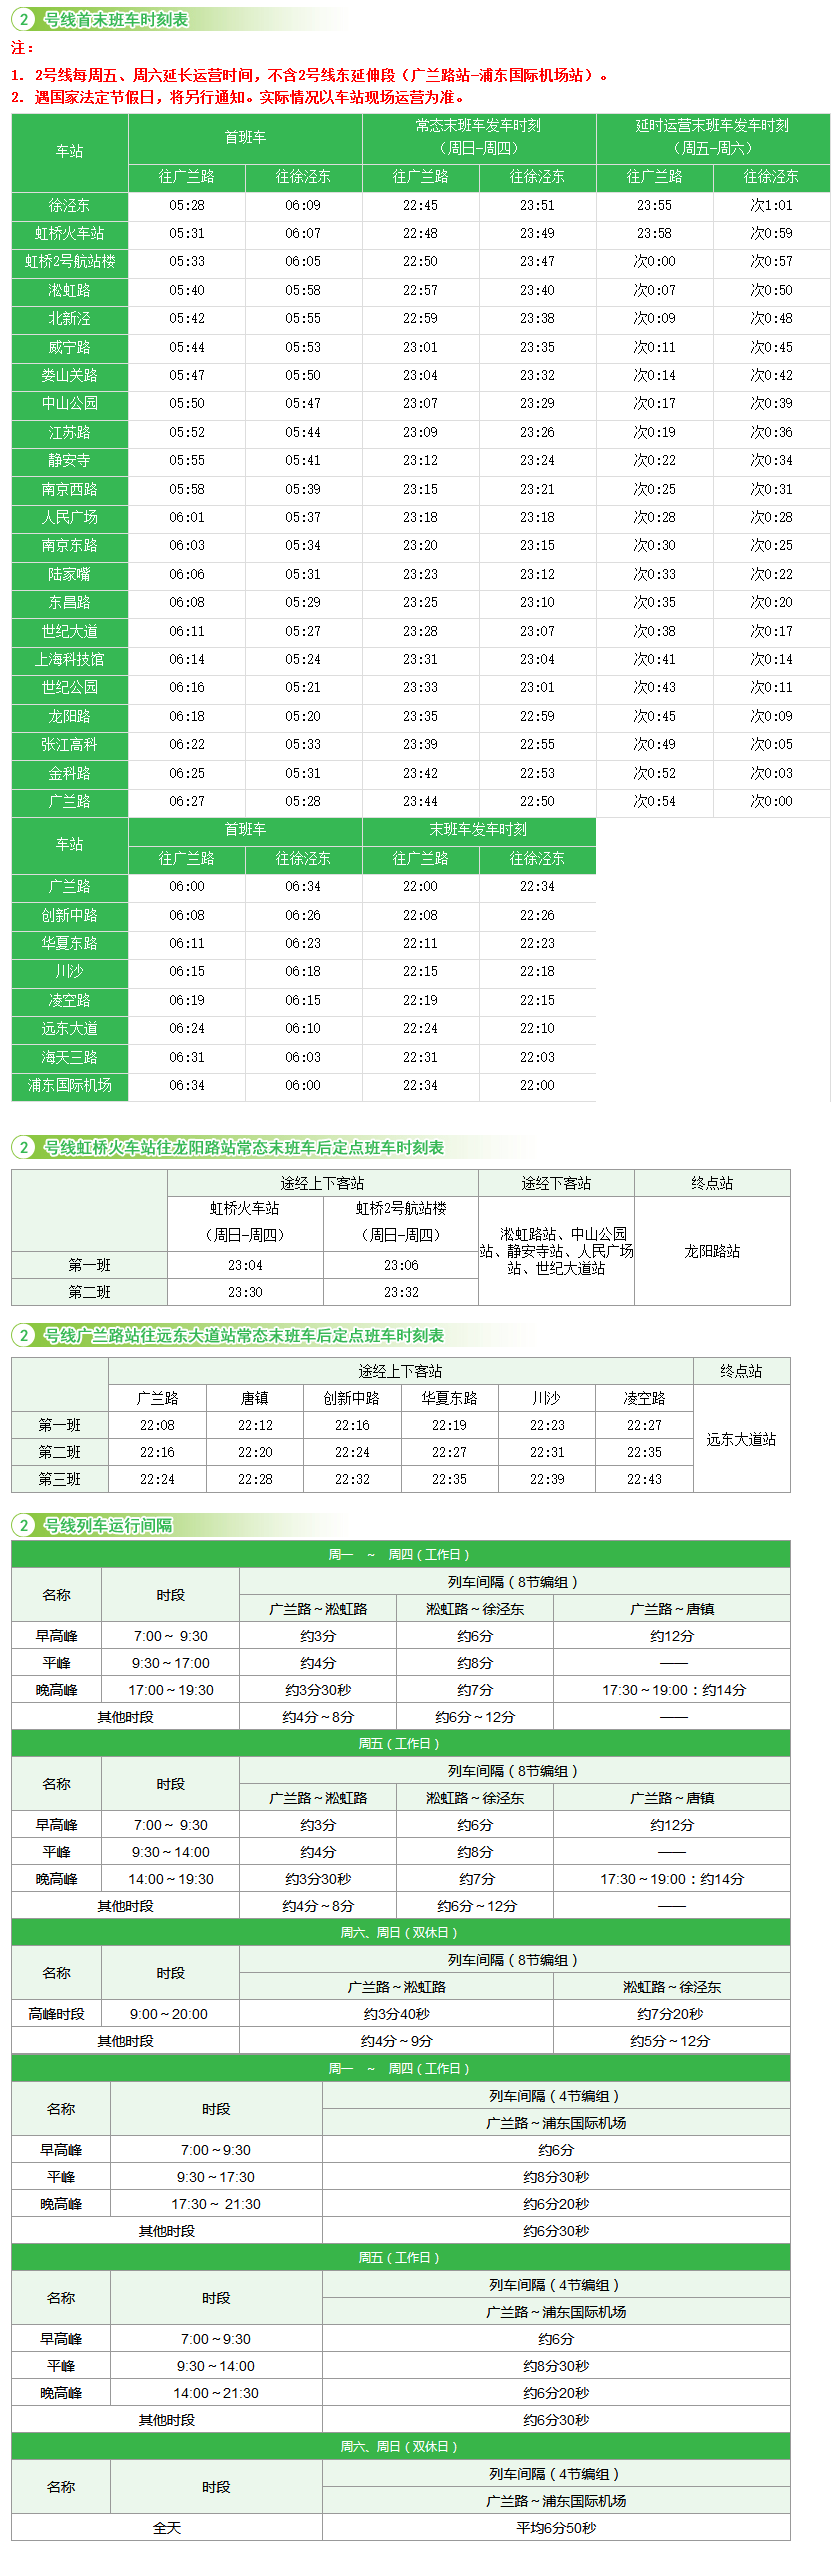 2 号线首末班车时刻表
注：
1. 2号线每周五、周六延长运营时间，不含2号线东延伸段（广兰路站-浦东国际机场站）。
2. 遇国家法定节假日，将另行通知。实际情况以车站现场运营为准。
车站 首班车 常态末班车发车时刻（周日-周四） 延时运营末班车发车时刻（周五-周六）
往广兰路 往徐泾东 往广兰路 往徐泾东 往广兰路 往徐泾东
徐泾东 05:28 06:09 22:45 23:51 23:55 次1:01
虹桥火车站 05:31 06:07 22:48 23:49 23:58 次0:59
虹桥2号航站楼 05:33 06:05 22:50 23:47 次0:00 次0:57
淞虹路 05:40 05:58 22:57 23:40 次0:07 次0:50
北新泾 05:42 05:55 22:59 23:38 次0:09 次0:48
威宁路 05:44 05:53 23:01 23:35 次0:11 次0:45
娄山关路 05:47 05:50 23:04 23:32 次0:14 次0:42
中山公园 05:50 05:47 23:07 23:29 次0:17 次0:39
江苏路 05:52 05:44 23:09 23:26 次0:19 次0:36
静安寺 05:55 05:41 23:12 23:24 次0:22 次0:34
南京西路 05:58 05:39 23:15 23:21 次0:25 次0:31
人民广场 06:01 05:37 23:18 23:18 次0:28 次0:28
南京东路 06:03 05:34 23:20 23:15 次0:30 次0:25
陆家嘴 06:06 05:31 23:23 23:12 次0:33 次0:22
东昌路 06:08 05:29 23:25 23:10 次0:35 次0:20
世纪大道 06:11 05:27 23:28 23:07 次0:38 次0:17
上海科技馆 06:14 05:24 23:31 23:04 次0:41 次0:14
世纪公园 06:16 05:21 23:33 23:01 次0:43 次0:11
龙阳路 06:18 05:20 23:35 22:59 次0:45 次0:09
张江高科 06:22 05:33 23:39 22:55 次0:49 次0:05
金科路 06:25 05:31 23:42 22:53 次0:52 次0:03
广兰路 06:27 05:28 23:44 22:50 次0:54 次0:00
车站 首班车 末班车发车时刻
往广兰路 往徐泾东 往广兰路 往徐泾东
广兰路 06:00 06:34 22:00 22:34
创新中路 06:08 06:26 22:08 22:26
华夏东路 06:11 06:23 22:11 22:23
川沙 06:15 06:18 22:15 22:18
凌空路 06:19 06:15 22:19 22:15
远东大道 06:24 06:10 22:24 22:10
海天三路 06:31 06:03 22:31 22:03
浦东国际机场 06:34 06:00 22:34 22:00
2 号线虹桥火车站往龙阳路站常态末班车后定点班车时刻表
途经上下客站 途经下客站 终点站
虹桥火车站（周日-周四） 虹桥2号航站楼（周日-周四） 淞虹路站、中山公园站、静安寺站、人民广场站、世纪大道站 龙阳路站
第一班 23:04 23:06
第二班 23:30 23:32
2 号线广兰路站往远东大道站常态末班车后定点班车时刻表
途经上下客站 终点站
广兰路 唐镇 创新中路 华夏东路 川沙 凌空路 远东大道站
第一班 22:08 22:12 22:16 22:19 22:23 22:27
第二班 22:16 22:20 22:24 22:27 22:31 22:35
第三班 22:24 22:28 22:32 22:35 22:39 22:43
2 号线列车运行间隔
周一 ～ 周四（工作日）
名称 时段 列车间隔（8节编组）
广兰路～淞虹路 淞虹路～徐泾东 广兰路～唐镇
早高峰 7:00～ 9:30 约3分 约6分 约12分
平峰 9:30～17:00 约4分 约8分 ——
晚高峰 17:00～19:30 约3分30秒 约7分 17:30～19:00：约14分
其他时段 约4分～8分 约6分～12分 ——
周五（工作日）
名称 时段 列车间隔（8节编组）
广兰路～淞虹路 淞虹路～徐泾东 广兰路～唐镇
早高峰 7:00～ 9:30 约3分 约6分 约12分
平峰 9:30～14:00 约4分 约8分 ——
晚高峰 14:00～19:30 约3分30秒 约7分 17:30～19:00：约14分
其他时段 约4分～8分 约6分～12分 ——
周六、周日（双休日）
名称 时段 列车间隔（8节编组）
广兰路～淞虹路 淞虹路～徐泾东
高峰时段 9:00～20:00 约3分40秒 约7分20秒
其他时段 约4分～9分 约5分～12分
周一 ～ 周四（工作日）
名称 时段 列车间隔（4节编组）
广兰路～浦东国际机场
早高峰 7:00～9:30 约6分
平峰 9:30～17:30 约8分30秒
晚高峰 17:30～ 21:30 约6分20秒
其他时段 约6分30秒
周五（工作日）
名称 时段 列车间隔（4节编组）
广兰路～浦东国际机场
早高峰 7:00～9:30 约6分
平峰 9:30～14:00 约8分30秒
晚高峰 14:00～21:30 约6分20秒
其他时段 约6分30秒
周六、周日（双休日）
名称 时段 列车间隔（4节编组）
广兰路～浦东国际机场
全天 平均6分50秒